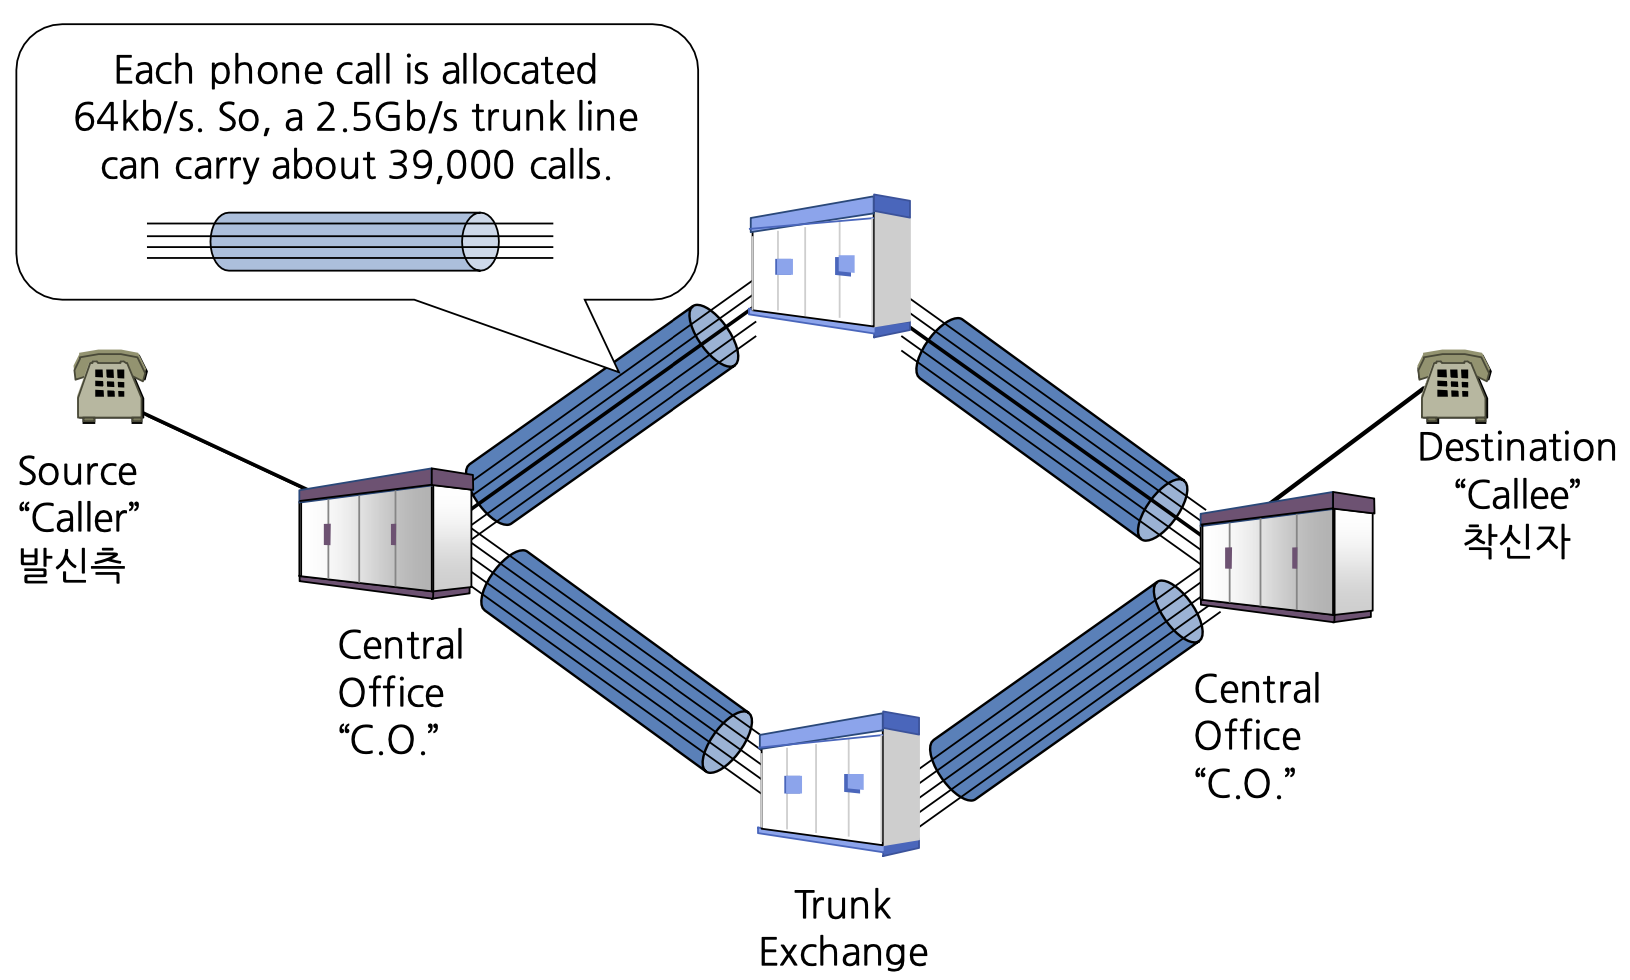 Each phone call is allocated
64kb/s. So, a 2.5Gb/s trunk line
can carry about 39,000 calls.
Source
“Caller”
발신측
Destination
“Callee”
착신자
Central
Office
“C.O.”
Central
Office
“C.O.”
Trunk
Exchange